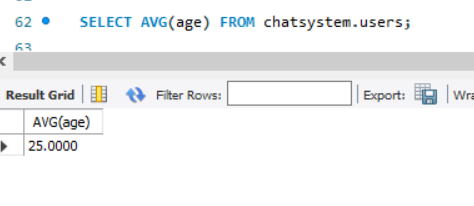 62 SELECT AVG(age) FROM chatsystem.users;
63
Result Grid Filter Rows: Export:
AVG(age)
25.0000